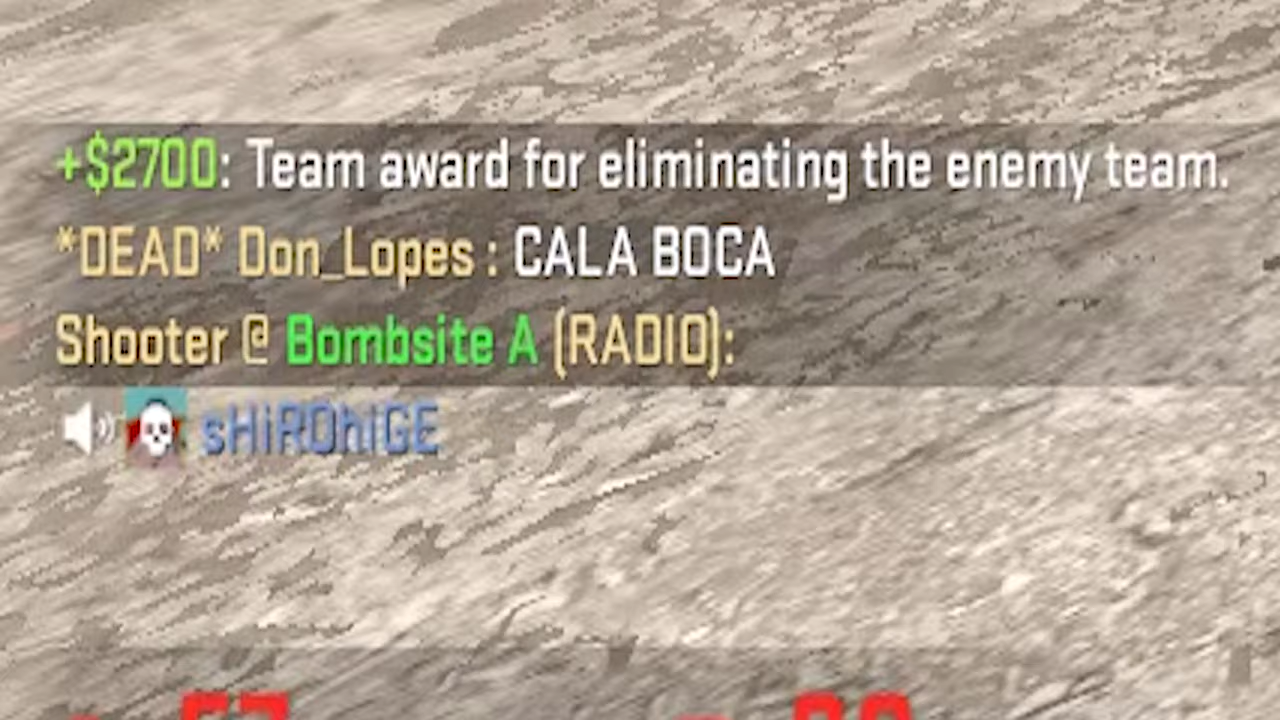 +$2700: Team award for eliminating the enemy team.
*DEAD* Don_Lopes : CALA BOCA
Shooter @ Bombsite A (RADIO):
sHiROhiGE